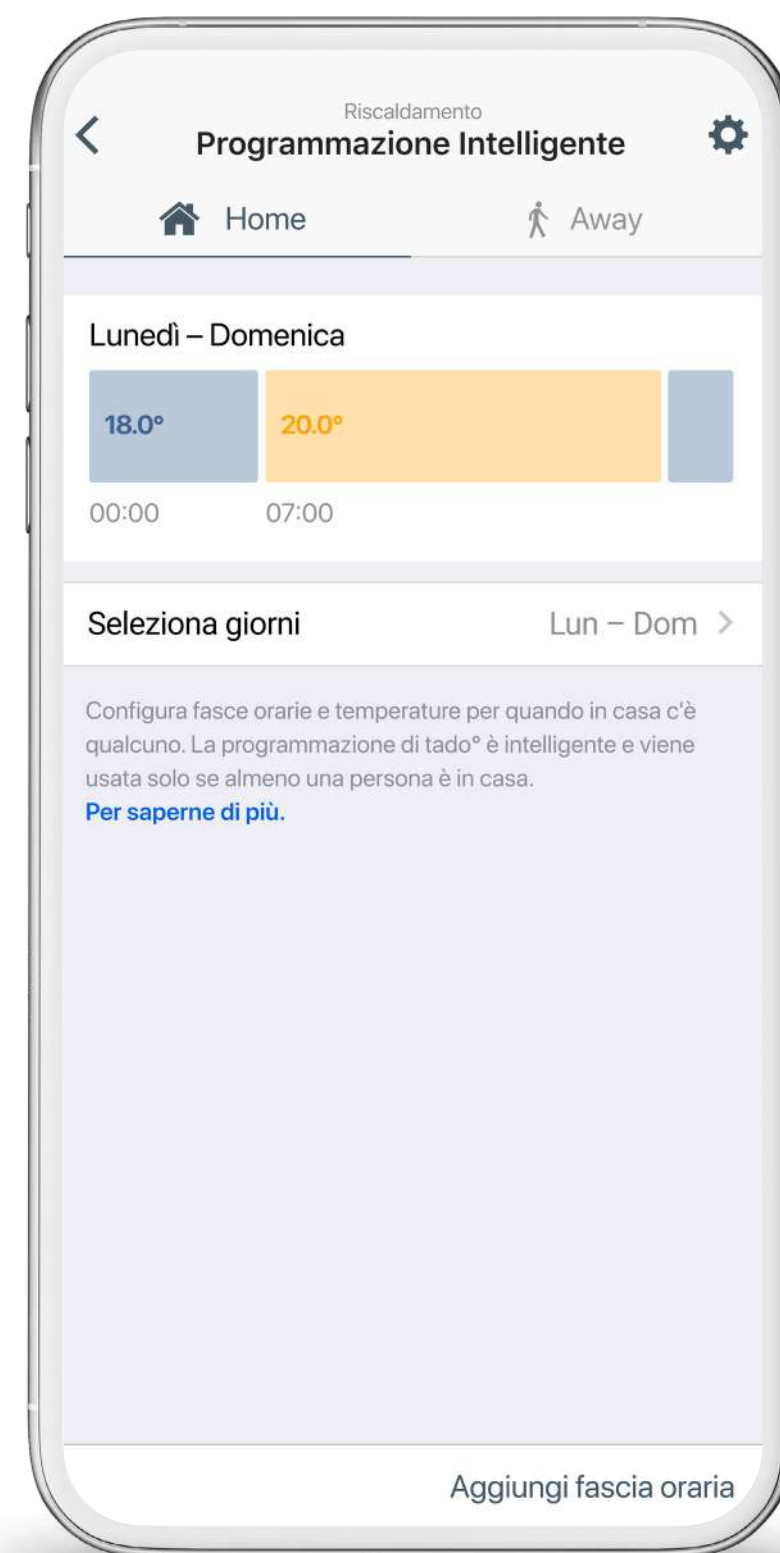 Riscaldamento
Programmazione Intelligente
Home Away
Lunedì – Domenica
18.0° 20.0°
00:00 07:00
Seleziona giorni Lun – Dom
Configura fasce orarie e temperature per quando in casa c'è
qualcuno. La programmazione di tado° è intelligente e viene
usata solo se almeno una persona è in casa.
Per saperne di più.
Aggiungi fascia oraria